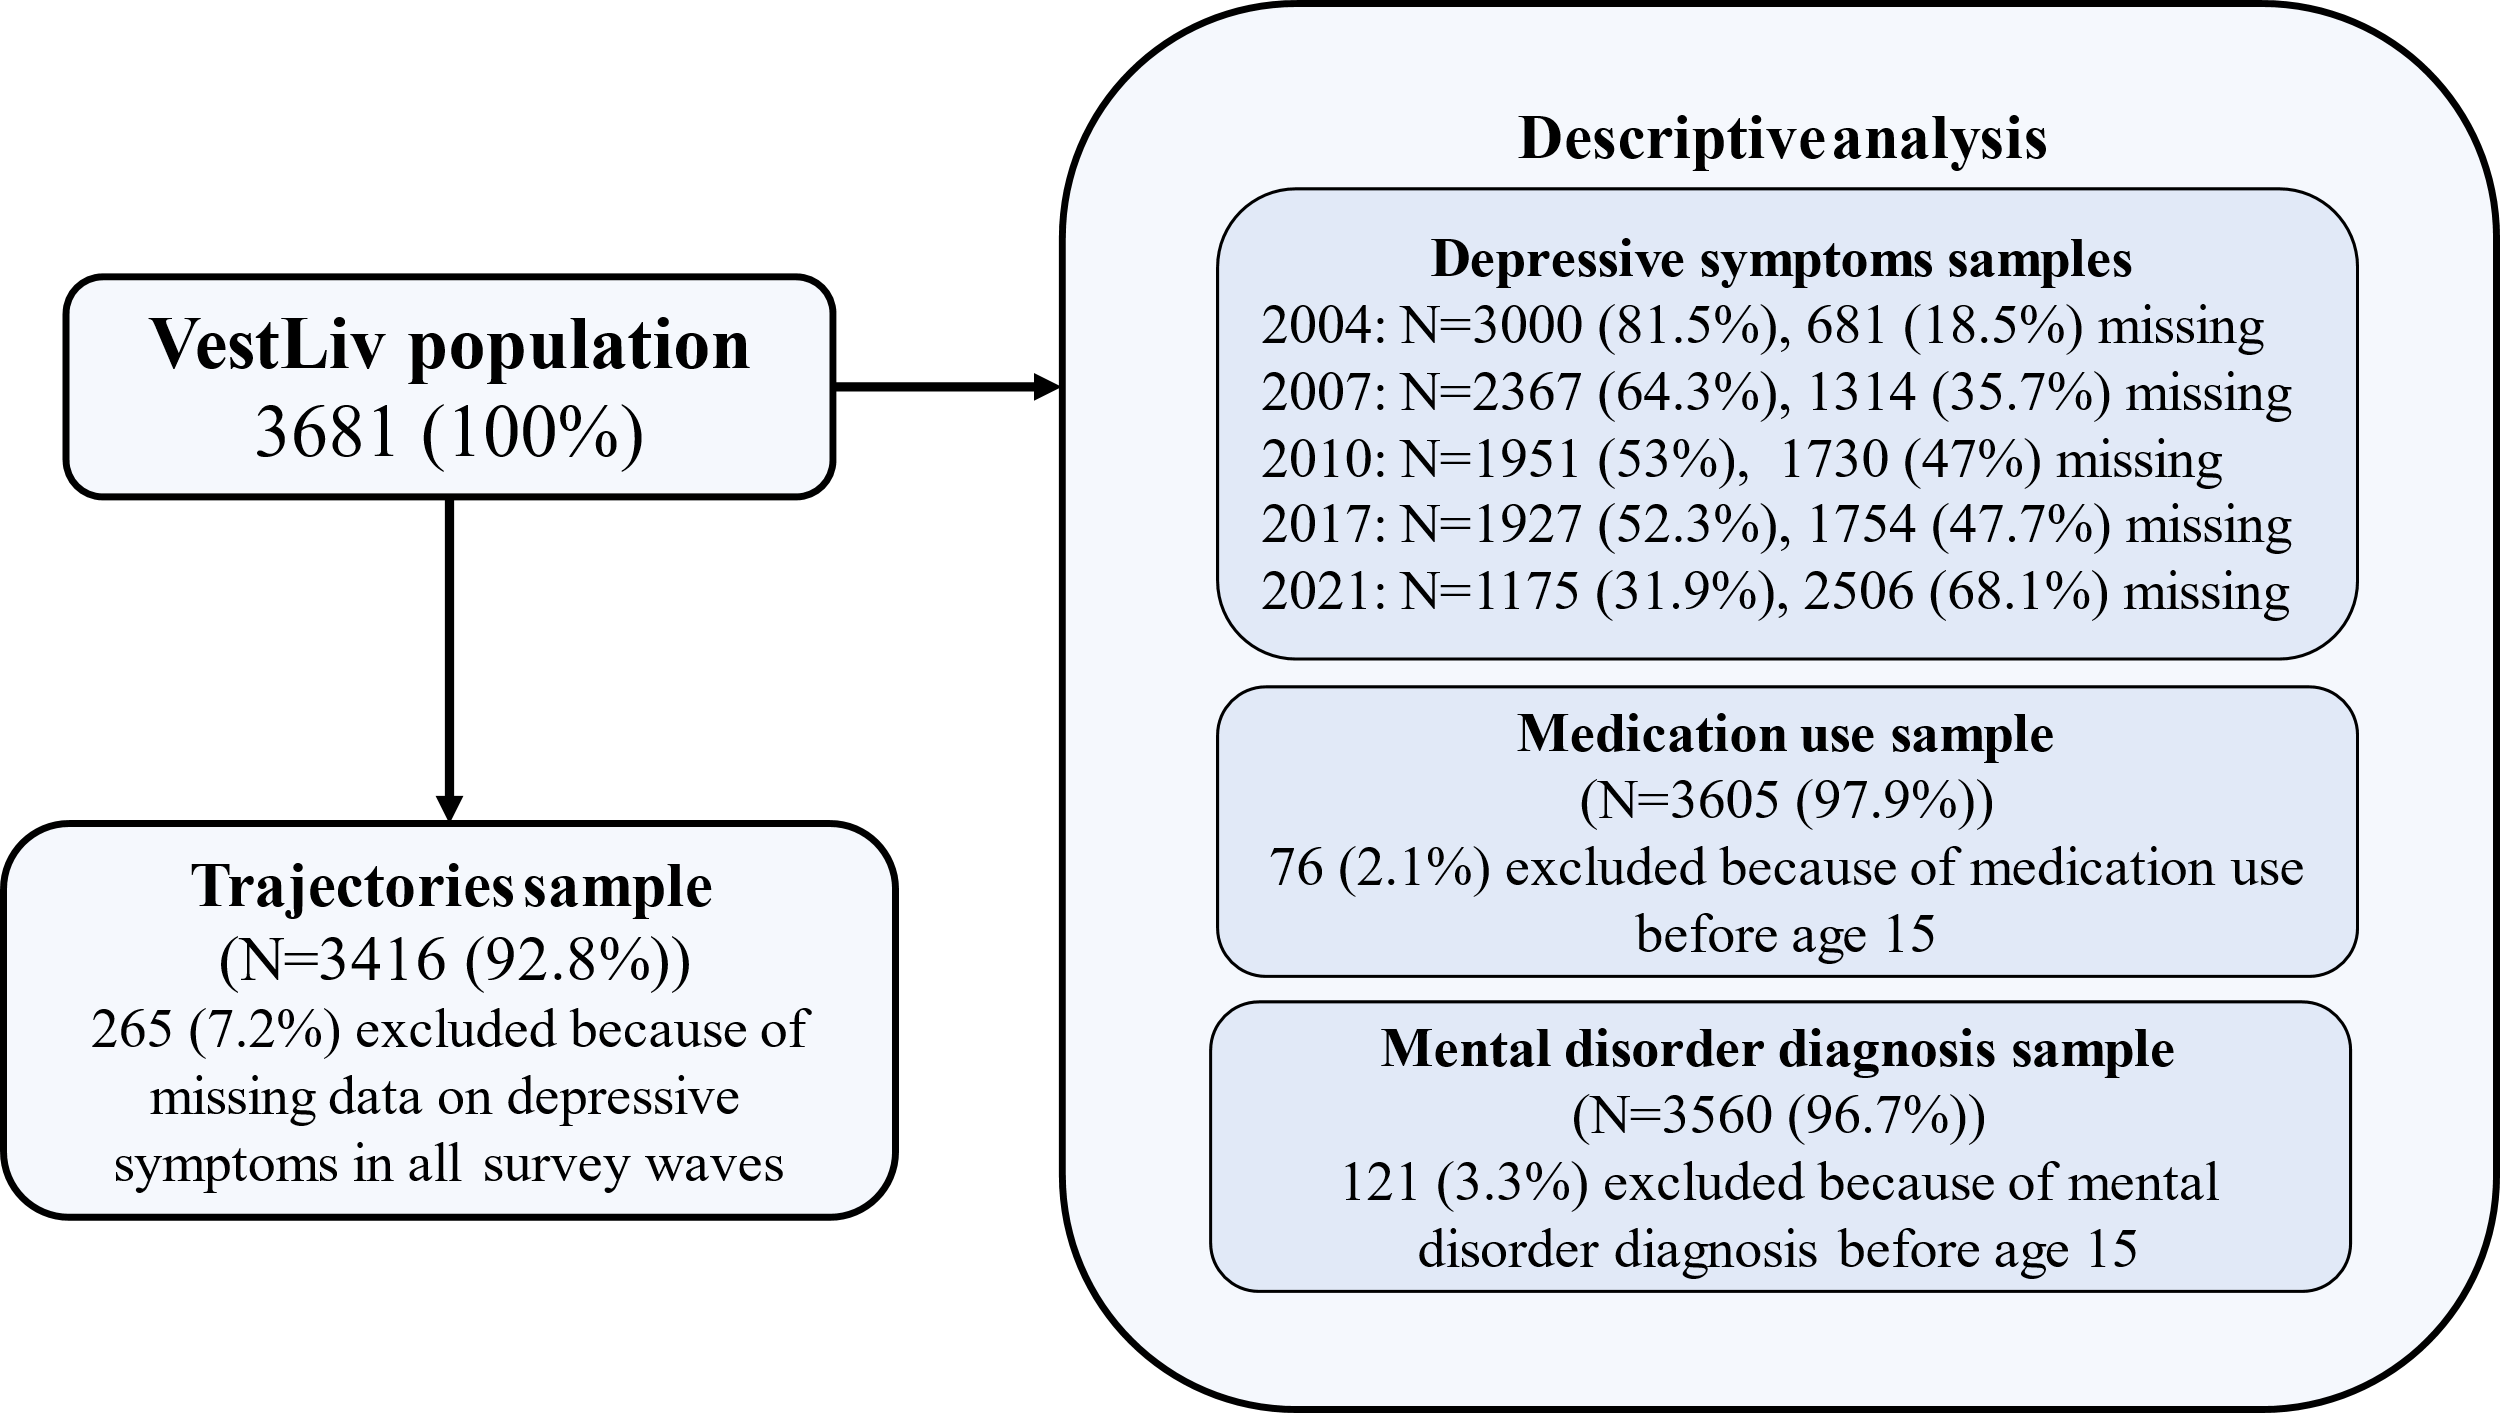 VestLiv population
3681 (100%)
Trajectories sample
(N=3416 (92.8%))
265 (7.2%) excluded because of
missing data on depressive
symptoms in all survey waves
Descriptive analysis
Depressive symptoms samples
2004: N=3000 (81.5%), 681 (18.5%) missing
2007: N=2367 (64.3%), 1314 (35.7%) missing
2010: N=1951 (53%), 1730 (47%) missing
2017: N=1927 (52.3%), 1754 (47.7%) missing
2021: N=1175 (31.9%), 2506 (68.1%) missing
Medication use sample
(N=3605 (97.9%))
76 (2.1%) excluded because of medication use
before age 15
Mental disorder diagnosis sample
(N=3560 (96.7%))
121 (3.3%) excluded because of mental
disorder diagnosis before age 15